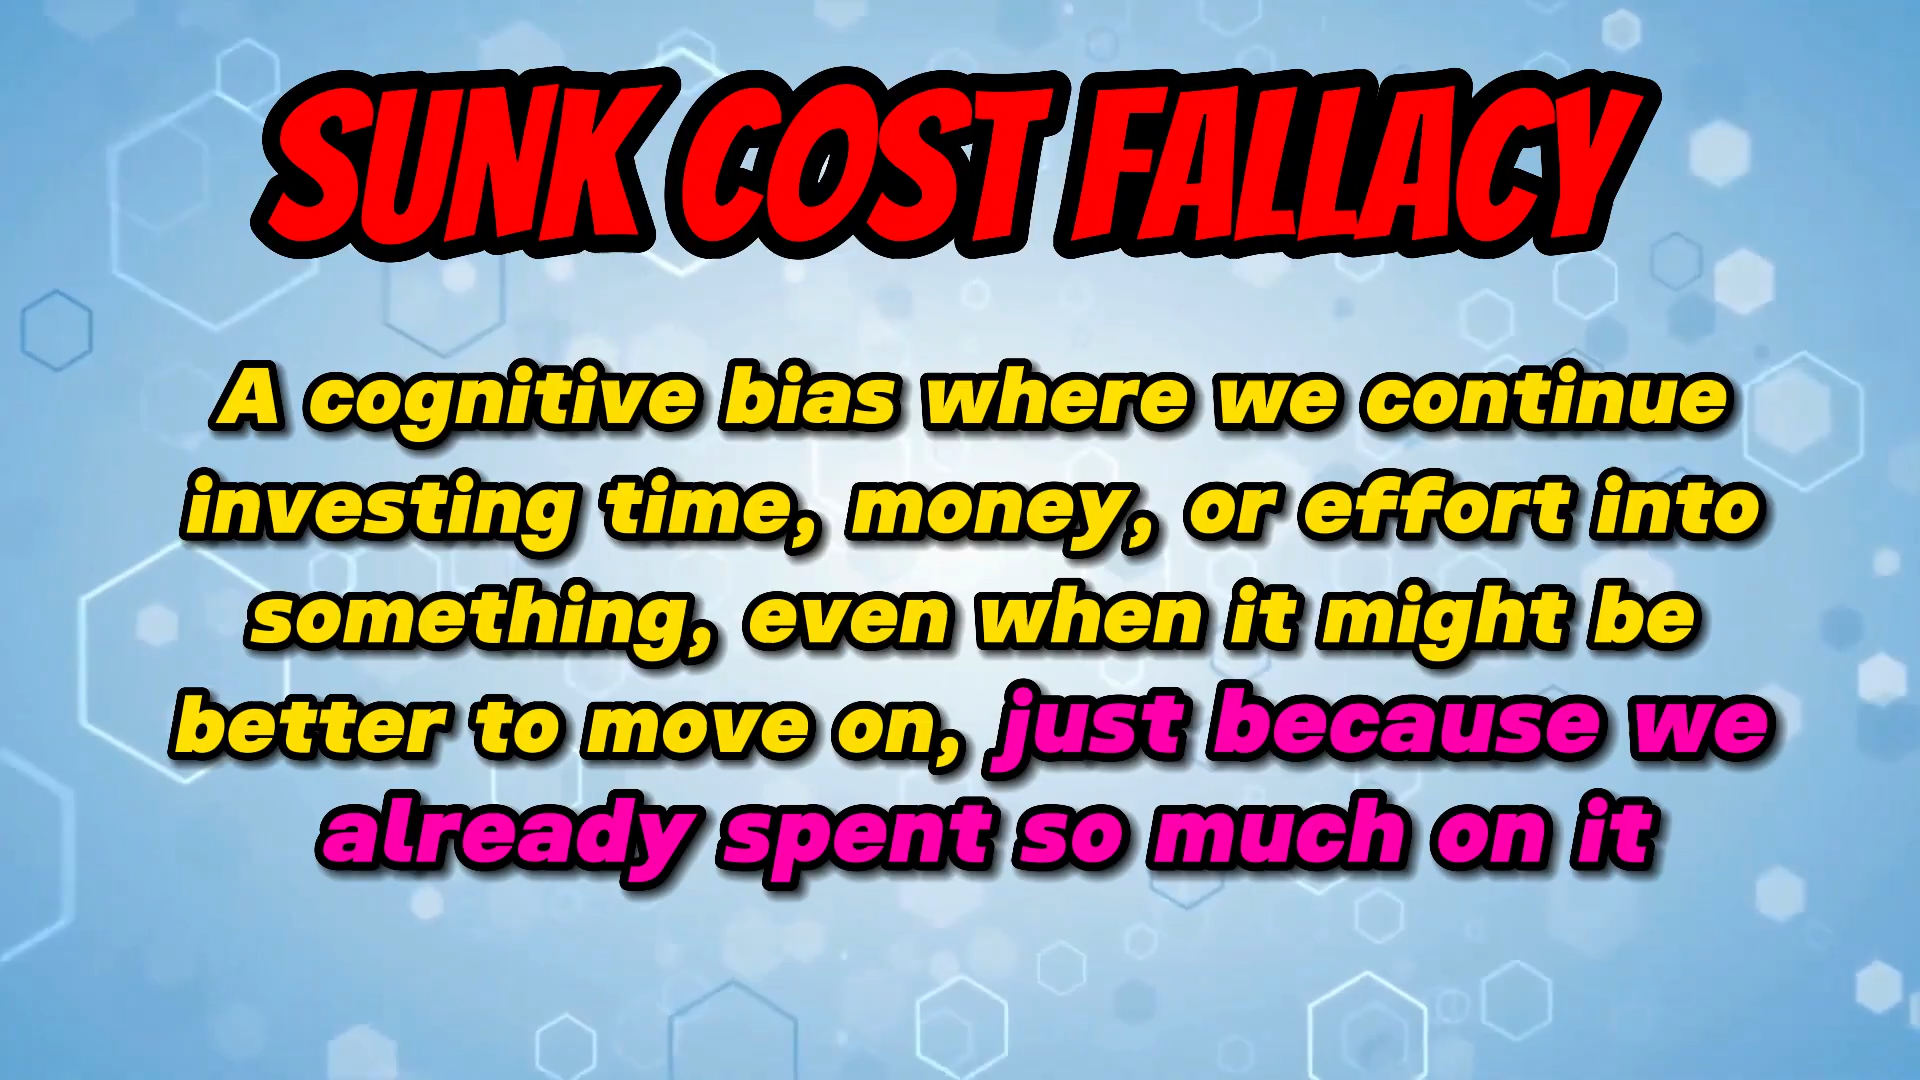 SUNK COST FALLACY
A cognitive bias where we continue
investing time, money, or effort into
something, even when it might be
better to move on, just because we
already spent so much on it